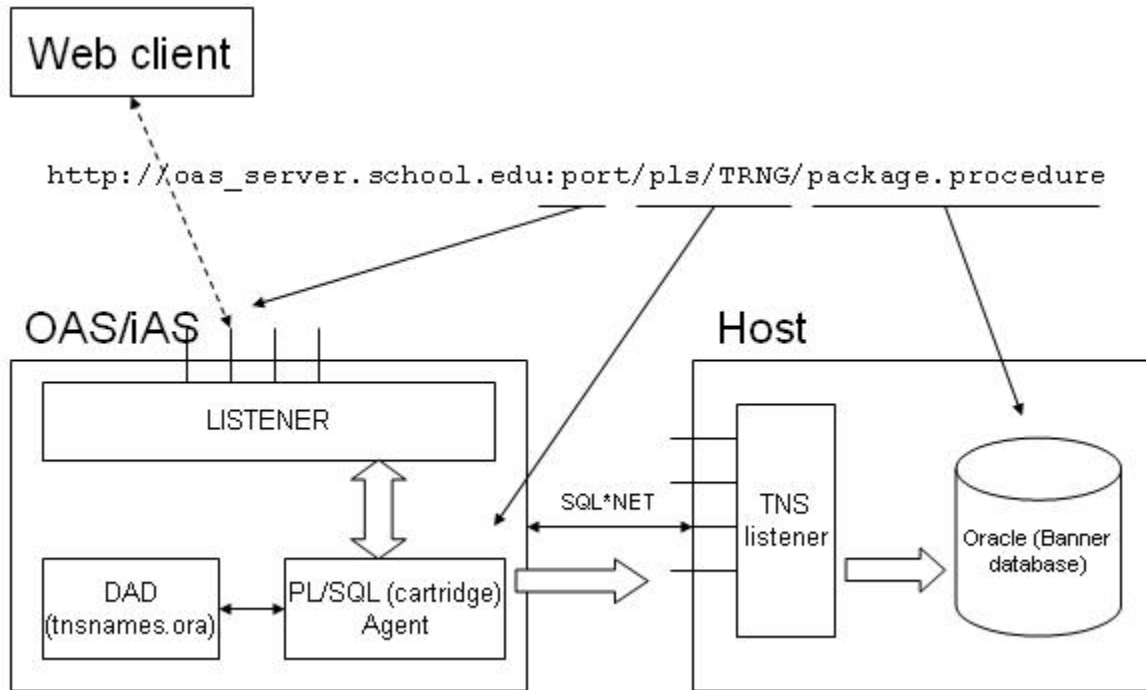 Web client
http://oas_server.school.edu:port/pls/TRNG/package.procedure
OAS/iAS
Host
LISTENER
SQL*NET
TNS
listener
Oracle (Banner
database)
DAD
(tnsnames.ora)
PL/SQL (cartridge)
Agent